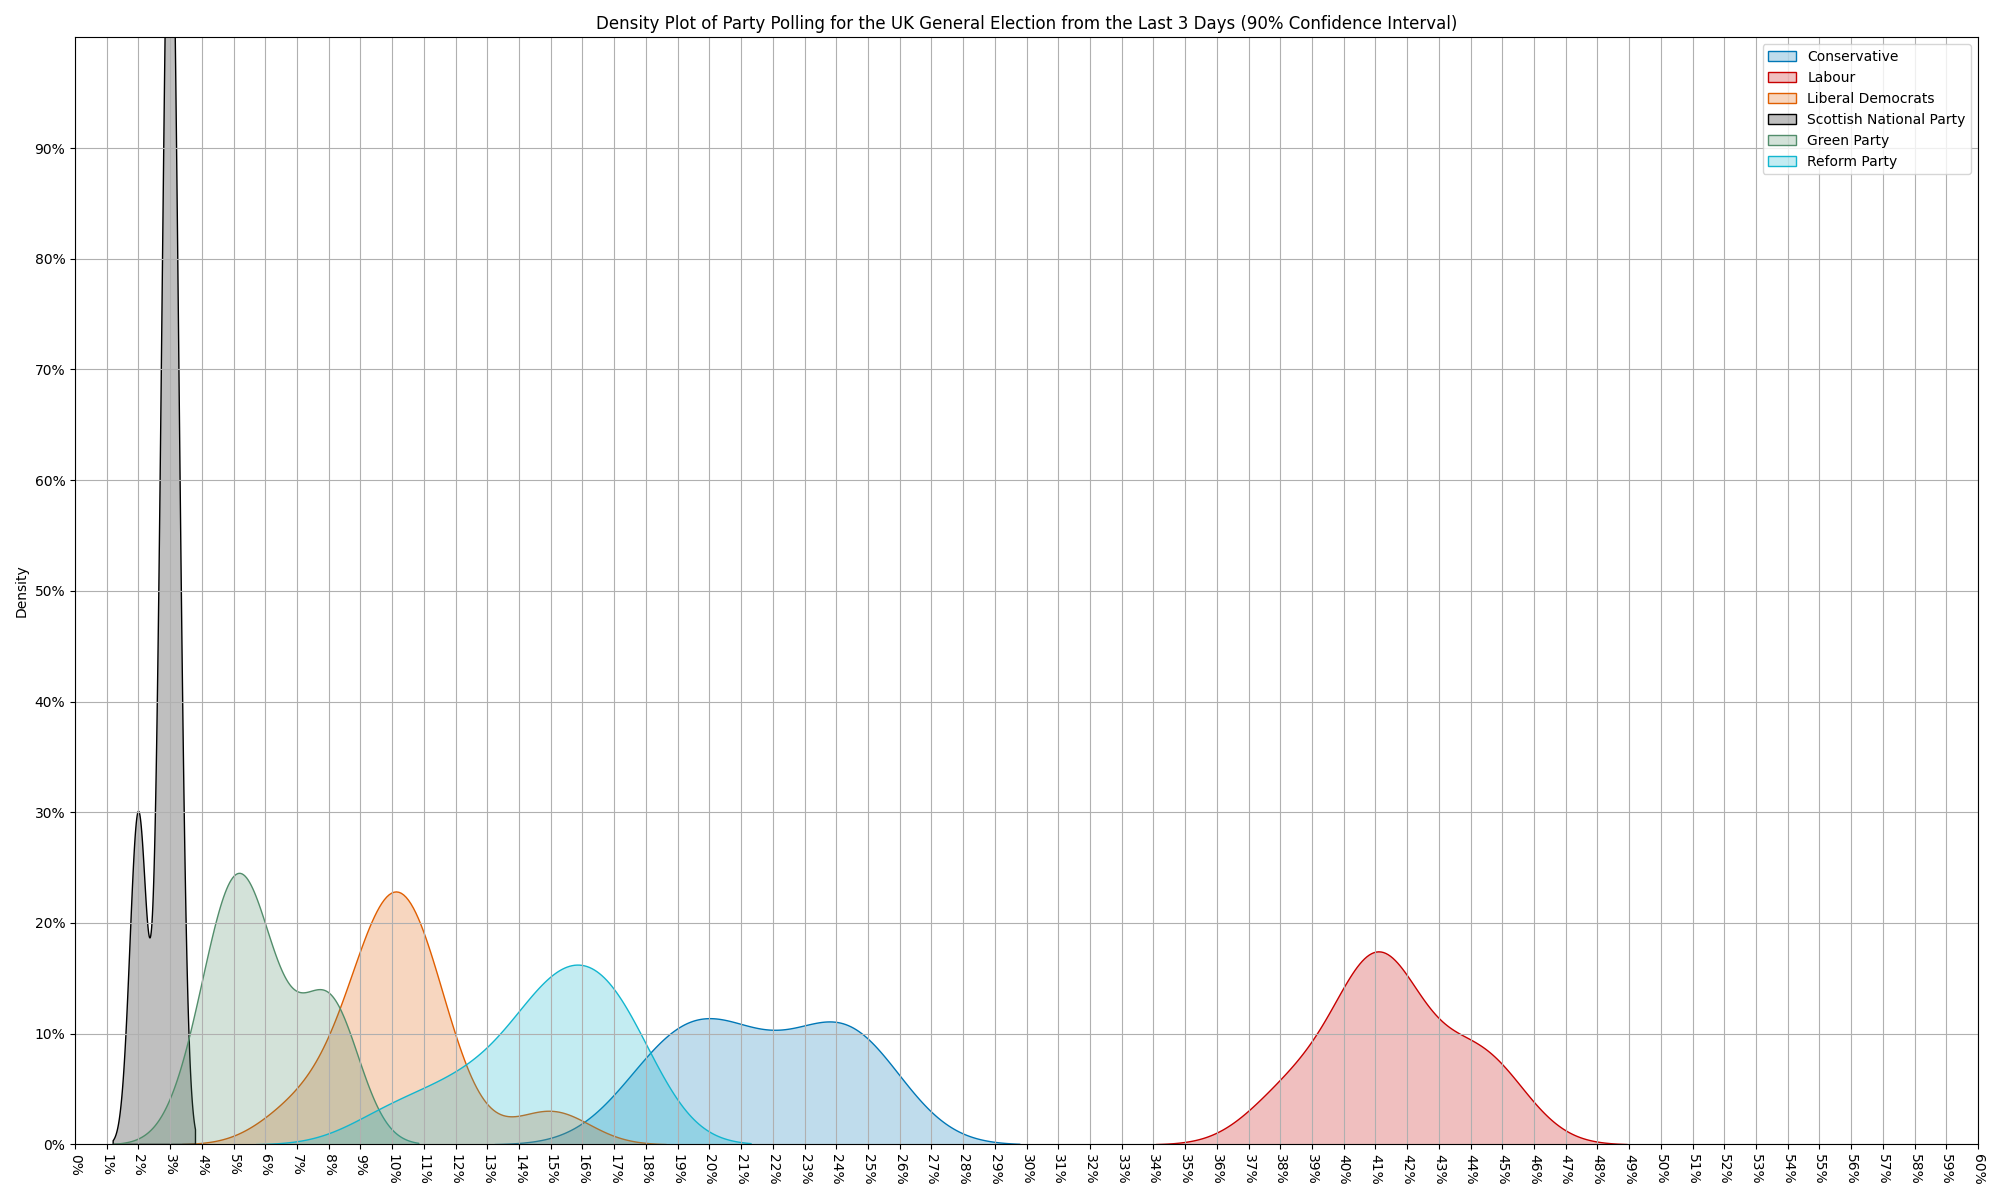 Density Plot of Party Polling for the UK General Election from the Last 3 Days (90% Confidence Interval)
Conservative
Labour
Liberal Democrats
Scottish National Party
Green Party
Reform Party
90%
80%
70%
60%
50%
40%
30%
20%
10%
0%
Density
0% 1% 2% 3% 4% 5% 6% 7% 8% 9% 10% 11% 12% 13% 14% 15% 16% 17% 18% 19% 20% 21% 22% 23% 24% 25% 26% 27% 28% 29% 30% 31% 32% 33% 34% 35% 36% 37% 38% 39% 40% 41% 42% 43% 44% 45% 46% 47% 48% 49% 50% 51% 52% 53% 54% 55% 56% 57% 58% 59% 60%